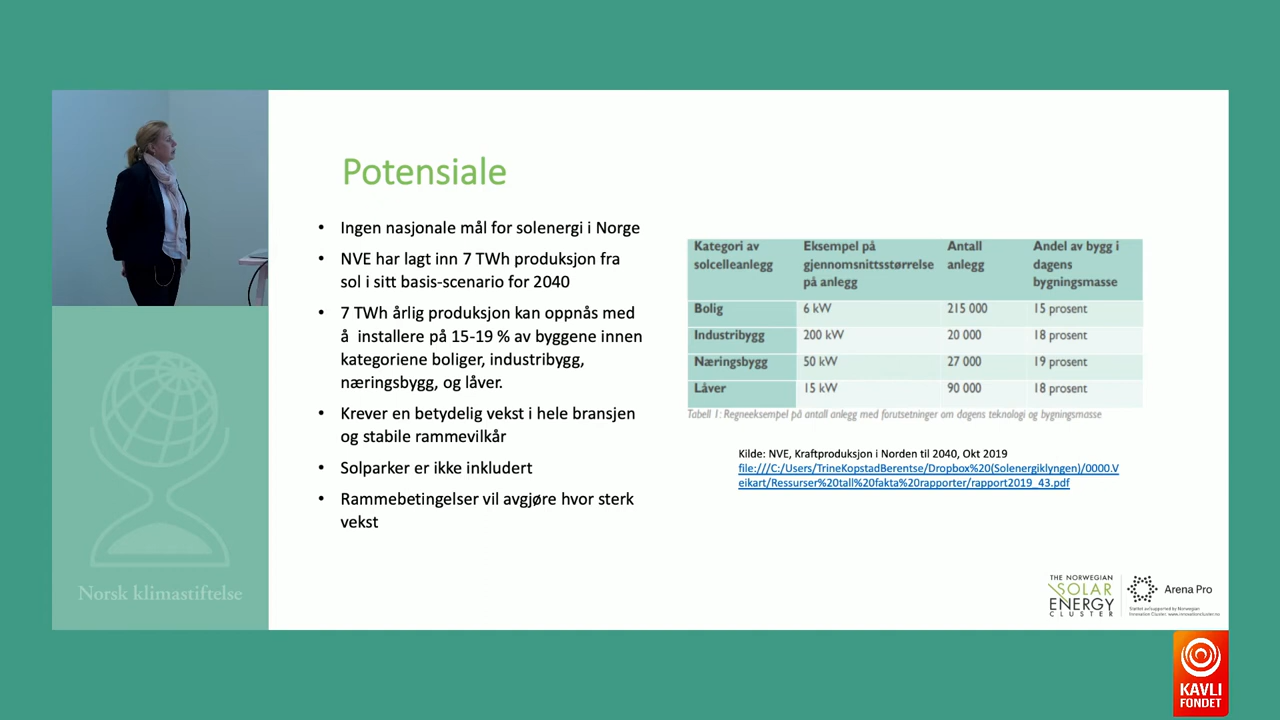 Potensiale
• Ingen nasjonale mål for solenergi i Norge
• NVE har lagt inn 7 TWh produksjon fra
sol i sitt basis-scenario for 2040
• 7 TWh årlig produksjon kan oppnås med
å installere på 15-19 % av byggene innen
kategoriene boliger, industribygg,
næringsbygg, og låver.
• Krever en betydelig vekst i hele bransjen
og stabile rammevilkår
• Solparker er ikke inkludert
• Rammebetingelser vil avgjøre hvor sterk
vekst
Kategori av solcelleanlegg Eksempel på gjennomsnittsstørrelse på anlegg Antall anlegg Andel av bygg i dagens bygningsmasse
Bolig 6 kW 215 000 15 prosent
Industribygg 200 kW 20 000 18 prosent
Næringsbygg 50 kW 27 000 19 prosent
Låver 15 kW 90 000 18 prosent
Tabell 1: Regneeksempel på antall anlegg med forutsetninger om dagens teknologi og bygningsmasse
Kilde: NVE, Kraftproduksjon i Norden til 2040, Okt 2019
file:///C:/Users/TrineKopstadBerentse/Dropbox%20(Solenergiklyngen)/0000.V
eikart/Ressurser%20tall%20fakta%20rapporter/rapport2019_43.pdf
Norsk klimastiftelse
THE NORWEGIAN
SOLAR
ENERGY
CLUSTER
Arena Pro
KAVLI
FONDET